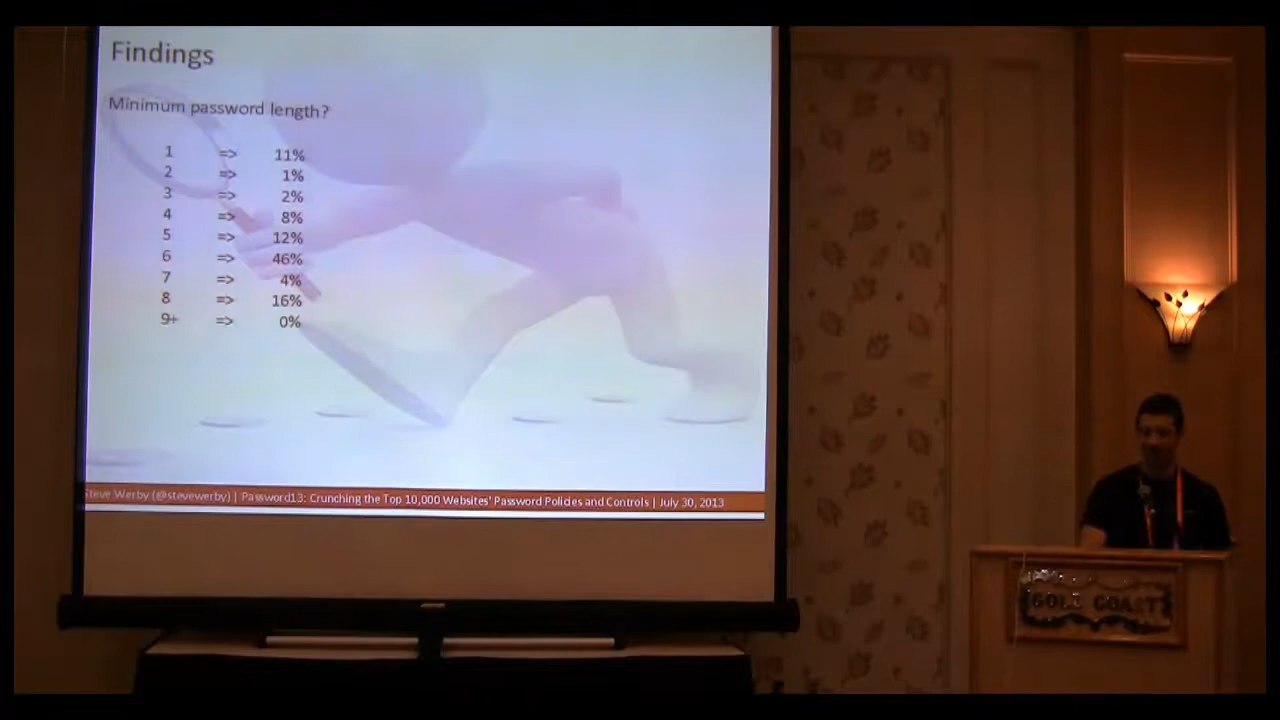 Findings
Minimum password length?
1 => 11%
2 => 1%
3 => 2%
4 => 8%
5 => 12%
6 => 46%
7 => 4%
8 => 16%
9+ => 0%
Steve Werby (@stevewerby) | Password13: Crunching the Top 10,000 Websites' Password Policies and Controls | July 30, 2013
GOLD COAST